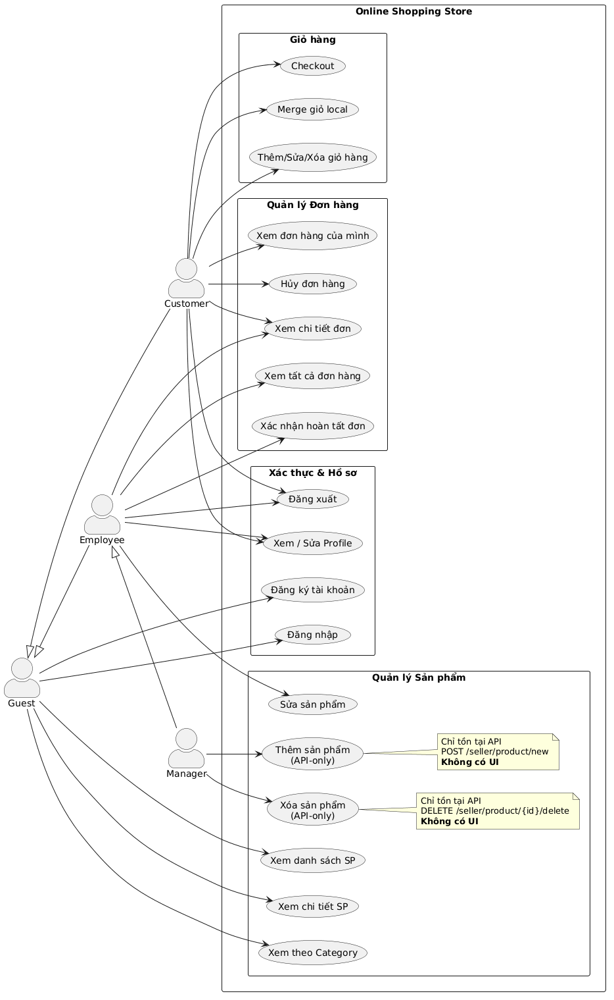 Online Shopping Store
Giỏ hàng
Checkout
Merge giỏ local
Thêm/Sửa/Xóa giỏ hàng
Quản lý Đơn hàng
Xem đơn hàng của mình
Hủy đơn hàng
Xem chi tiết đơn
Xem tất cả đơn hàng
Xác nhận hoàn tất đơn
Customer
Xác thực & Hồ sơ
Đăng xuất
Xem / Sửa Profile
Đăng ký tài khoản
Đăng nhập
Employee
Guest
Quản lý Sản phẩm
Sửa sản phẩm
Thêm sản phẩm
(API-only)
Chỉ tồn tại API
POST /seller/product/new
Không có UI
Manager
Xóa sản phẩm
(API-only)
Chỉ tồn tại API
DELETE /seller/product/{id}/delete
Không có UI
Xem danh sách SP
Xem chi tiết SP
Xem theo Category